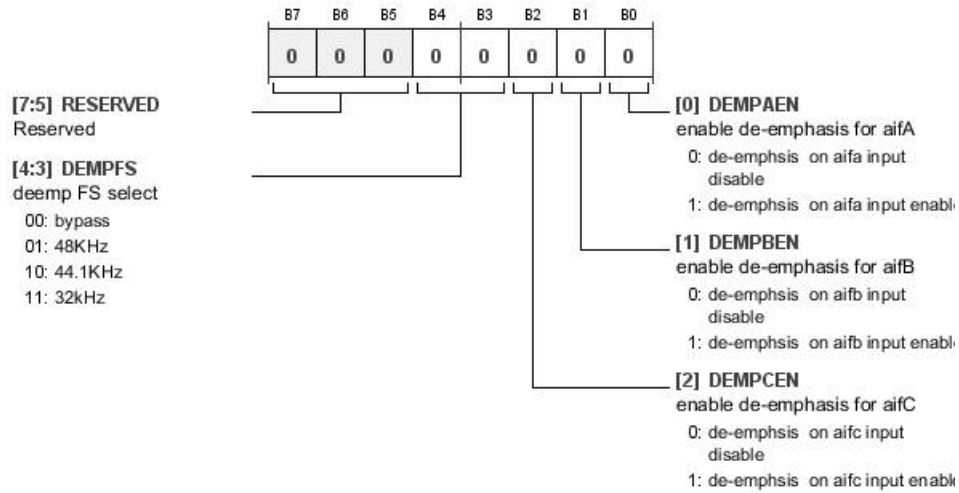 B7 B6 B5 B4 B3 B2 B1 B0
0 0 0 0 0 0 0 0
[7:5] RESERVED
Reserved
[4:3] DEMPFS
deemp FS select
00: bypass
01: 48KHz
10: 44.1KHz
11: 32kHz
[0] DEMPAEN
enable de-emphasis for aifA
0: de-emphsis on aifa input
disable
1: de-emphsis on aifa input enabl
[1] DEMPBEN
enable de-emphasis for aifB
0: de-emphsis on aifb input
disable
1: de-emphsis on aifb input enabl
[2] DEMPCEN
enable de-emphasis for aifC
0: de-emphsis on aifc input
disable
1: de-emphsis on aifc input enable